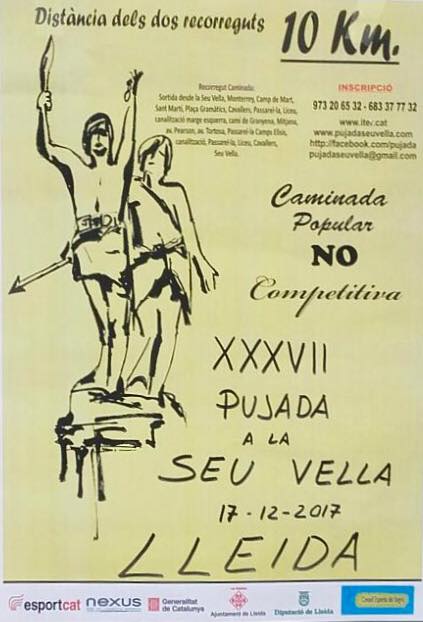 Distància dels dos recorreguts
10 Km.
Recorregut Caminada:
Sortida desde la Seu Vella, Monterrey, Camp de Mart,
Sant Martí, Plaça Gramàtics, Cavallers, Passarel·la, Liceu,
canalització marge esquerra, camí de Granyena, Mitjana,
av. Pearson, av. Tortosa, Passarel·la Camps Elisis,
canalització, Passarel·la, Liceu, Cavallers,
Seu Vella.
INSCRIPCIÓ
973 20 65 32 - 683 37 77 32
www.itev.cat
www.pujadaseuvella.com
http://facebook.com/pujada
pujadaseuvella@gmail.com
Caminada
Popular
NO
Competitiva
XXXVII
PUJADA
A LA
SEU VELLA
17-12-2017
LLEIDA
esportcat
nexus
Generalitat
de Catalunya
Ajuntament de Lleida
Diputació de Lleida